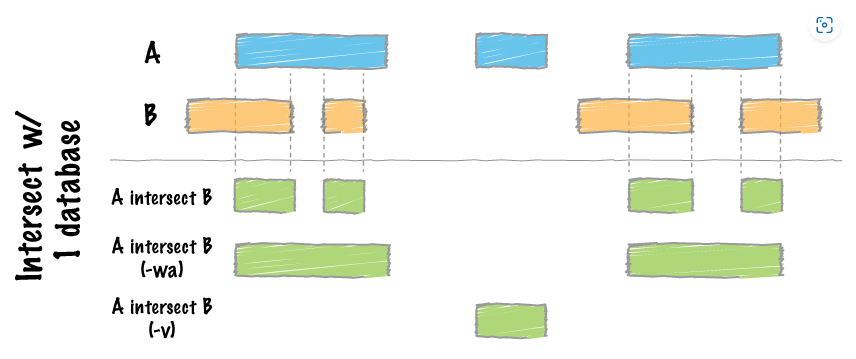 Intersect w/
1 database
A
B
A intersect B
A intersect B
(-wa)
A intersect B
(-v)